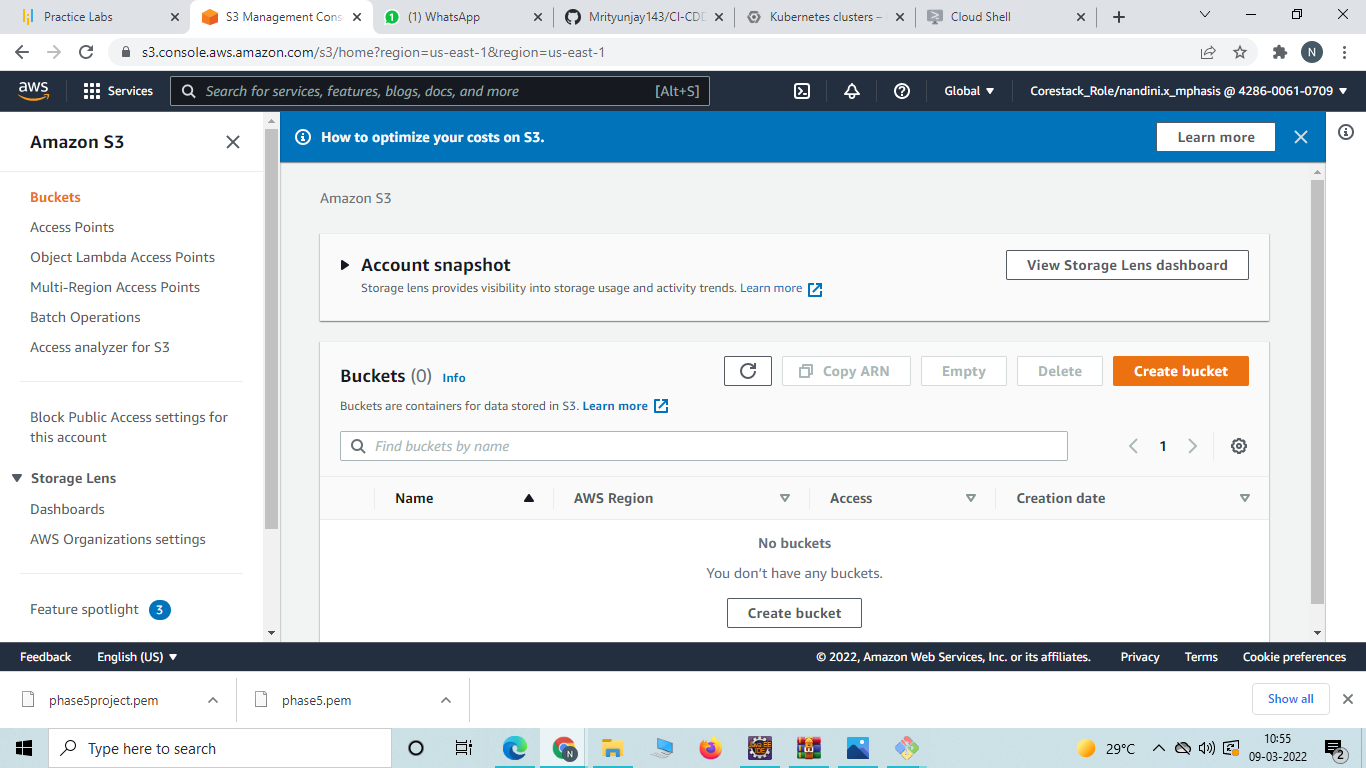 Practice Labs
S3 Management Cons
(1) WhatsApp
Mrityunjay143/CI-CDD
Kubernetes clusters –
Cloud Shell
s3.console.aws.amazon.com/s3/home?region=us-east-1&region=us-east-1
N
aws
Services
Search for services, features, blogs, docs, and more
[Alt+S]
Global
Corestack_Role/nandini.x_mphasis @ 4286-0061-0709
Amazon S3
Buckets
Access Points
Object Lambda Access Points
Multi-Region Access Points
Batch Operations
Access analyzer for S3
Block Public Access settings for
this account
Storage Lens
Dashboards
AWS Organizations settings
Feature spotlight 3
How to optimize your costs on S3.
Learn more
Amazon S3
Account snapshot
View Storage Lens dashboard
Storage lens provides visibility into storage usage and activity trends. Learn more
Buckets (0) Info
Copy ARN
Empty
Delete
Create bucket
Buckets are containers for data stored in S3. Learn more
Find buckets by name
1
Name
AWS Region
Access
Creation date
No buckets
You don't have any buckets.
Create bucket
Feedback
English (US)
© 2022, Amazon Web Services, Inc. or its affiliates.
Privacy
Terms
Cookie preferences
phase5project.pem
phase5.pem
Show all
Type here to search
N
29°C
10:55
09-03-2022
2